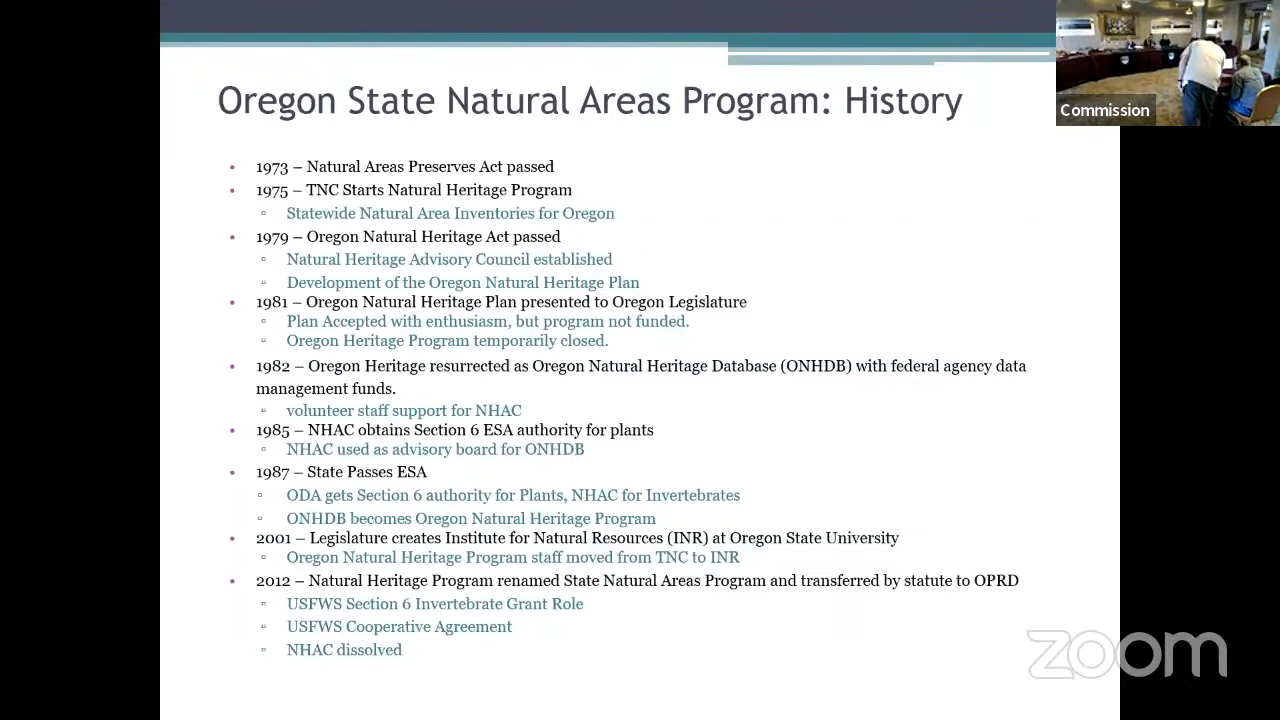 Oregon State Natural Areas Program: History
Commission
• 1973 – Natural Areas Preserves Act passed
• 1975 – TNC Starts Natural Heritage Program
▫ Statewide Natural Area Inventories for Oregon
• 1979 – Oregon Natural Heritage Act passed
▫ Natural Heritage Advisory Council established
▫ Development of the Oregon Natural Heritage Plan
• 1981 – Oregon Natural Heritage Plan presented to Oregon Legislature
▫ Plan Accepted with enthusiasm, but program not funded.
▫ Oregon Heritage Program temporarily closed.
• 1982 – Oregon Heritage resurrected as Oregon Natural Heritage Database (ONHDB) with federal agency data
management funds.
▫ volunteer staff support for NHAC
• 1985 – NHAC obtains Section 6 ESA authority for plants
▫ NHAC used as advisory board for ONHDB
• 1987 – State Passes ESA
▫ ODA gets Section 6 authority for Plants, NHAC for Invertebrates
▫ ONHDB becomes Oregon Natural Heritage Program
• 2001 – Legislature creates Institute for Natural Resources (INR) at Oregon State University
▫ Oregon Natural Heritage Program staff moved from TNC to INR
• 2012 – Natural Heritage Program renamed State Natural Areas Program and transferred by statute to OPRD
▫ USFWS Section 6 Invertebrate Grant Role
▫ USFWS Cooperative Agreement
▫ NHAC dissolved
zoom